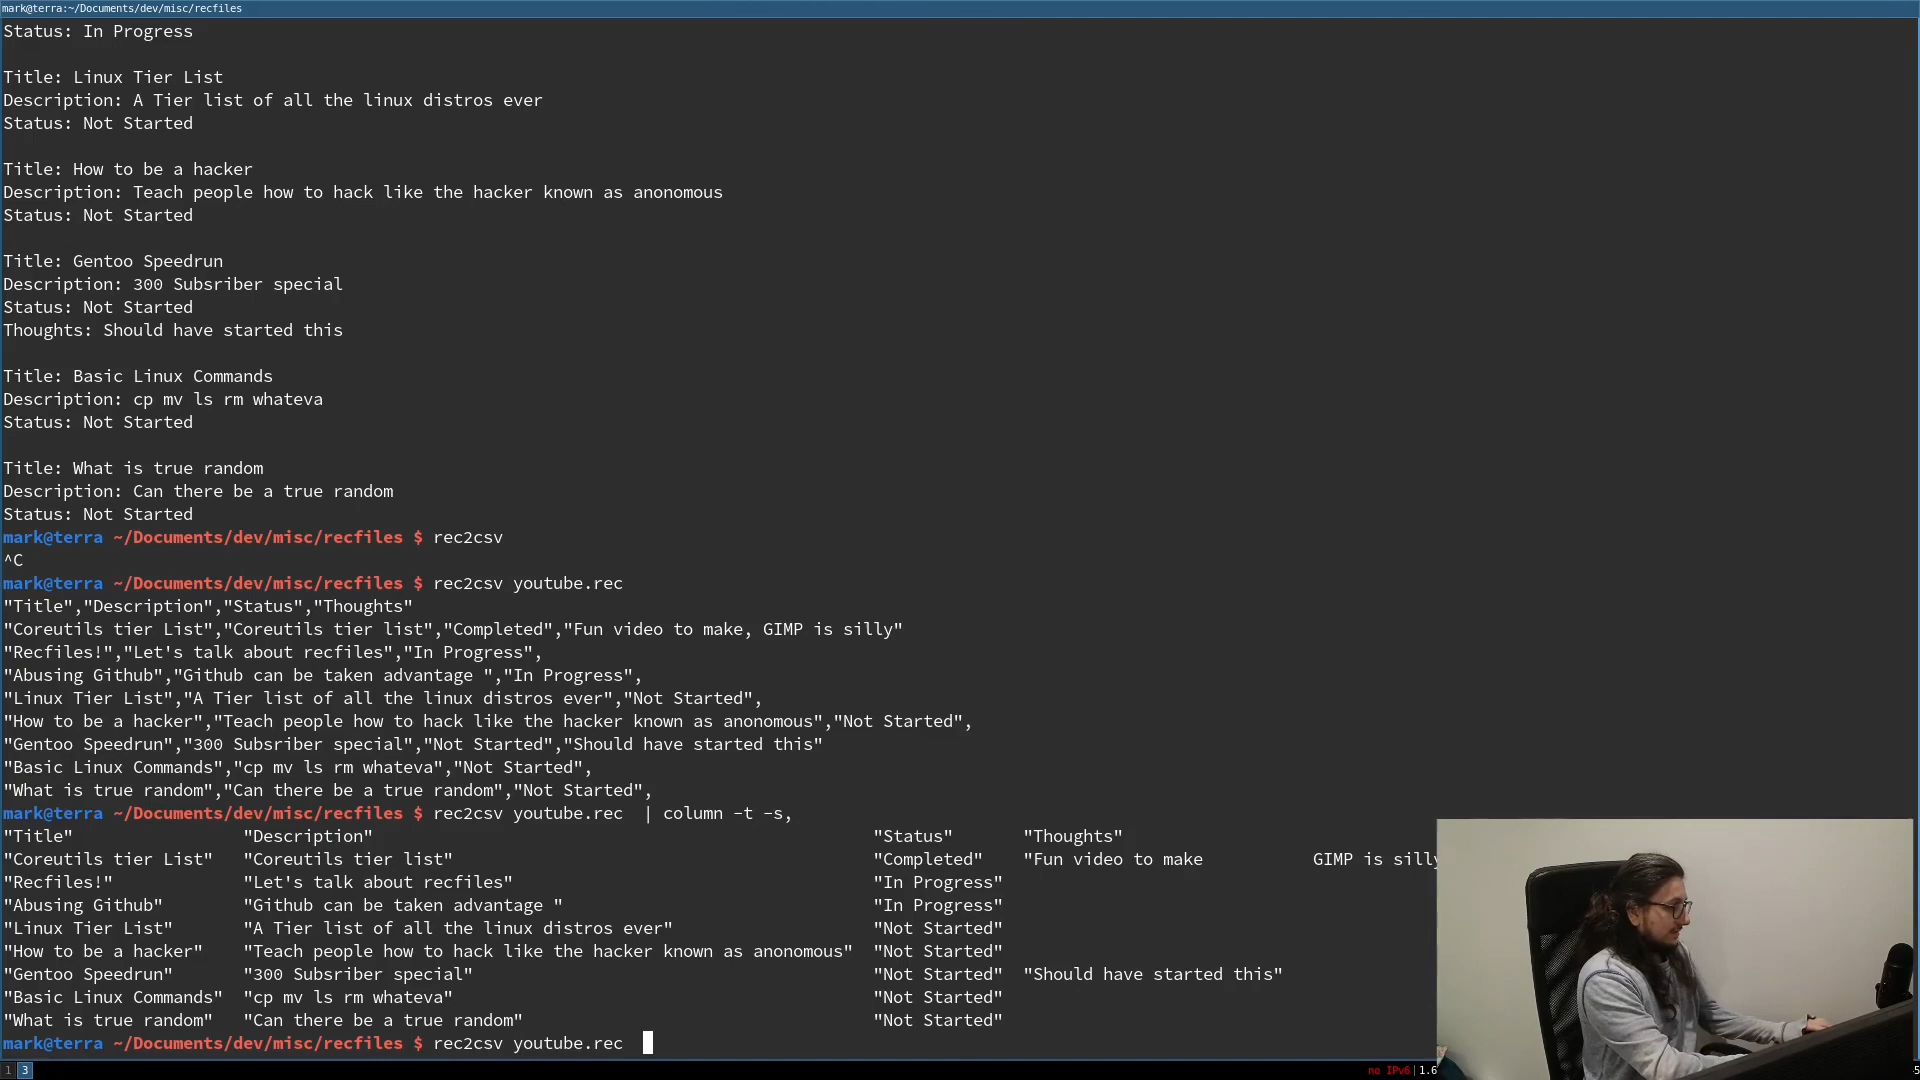 mark@terra:~/Documents/dev/misc/recfiles
Status: In Progress
Title: Linux Tier List
Description: A Tier list of all the linux distros ever
Status: Not Started
Title: How to be a hacker
Description: Teach people how to hack like the hacker known as anonomous
Status: Not Started
Title: Gentoo Speedrun
Description: 300 Subsriber special
Status: Not Started
Thoughts: Should have started this
Title: Basic Linux Commands
Description: cp mv ls rm whateva
Status: Not Started
Title: What is true random
Description: Can there be a true random
Status: Not Started
mark@terra ~/Documents/dev/misc/recfiles $ rec2csv
^C
mark@terra ~/Documents/dev/misc/recfiles $ rec2csv youtube.rec
"Title","Description","Status","Thoughts"
"Coreutils tier List","Coreutils tier list","Completed","Fun video to make, GIMP is silly"
"Recfiles!","Let's talk about recfiles","In Progress",
"Abusing Github","Github can be taken advantage ","In Progress",
"Linux Tier List","A Tier list of all the linux distros ever","Not Started",
"How to be a hacker","Teach people how to hack like the hacker known as anonomous","Not Started",
"Gentoo Speedrun","300 Subsriber special","Not Started","Should have started this"
"Basic Linux Commands","cp mv ls rm whateva","Not Started",
"What is true random","Can there be a true random","Not Started",
mark@terra ~/Documents/dev/misc/recfiles $ rec2csv youtube.rec  | column -t -s,
"Title" "Description" "Status" "Thoughts"
"Coreutils tier List" "Coreutils tier list" "Completed" "Fun video to make GIMP is silly
"Recfiles!" "Let's talk about recfiles" "In Progress"
"Abusing Github" "Github can be taken advantage " "In Progress"
"Linux Tier List" "A Tier list of all the linux distros ever" "Not Started"
"How to be a hacker" "Teach people how to hack like the hacker known as anonomous" "Not Started"
"Gentoo Speedrun" "300 Subsriber special" "Not Started" "Should have started this"
"Basic Linux Commands" "cp mv ls rm whateva" "Not Started"
"What is true random" "Can there be a true random" "Not Started"
mark@terra ~/Documents/dev/misc/recfiles $ rec2csv youtube.rec
1 3 no IPv6 | 1.6 5